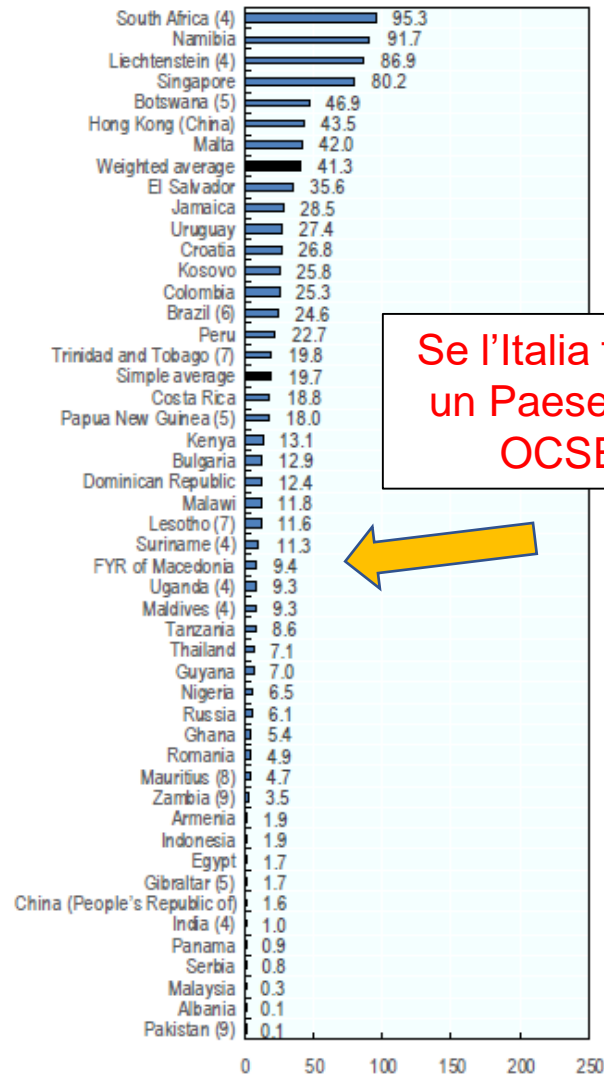 South Africa (4) 95.3
Namibia 91.7
Liechtenstein (4) 86.9
Singapore 80.2
Botswana (5) 46.9
Hong Kong (China) 43.5
Malta 42.0
Weighted average 41.3
El Salvador 35.6
Jamaica 28.5
Uruguay 27.4
Croatia 26.8
Kosovo 25.8
Colombia 25.3
Brazil (6) 24.6
Peru 22.7
Trinidad and Tobago (7) 19.8
Simple average 19.7
Costa Rica 18.8
Papua New Guinea (5) 18.0
Kenya 13.1
Bulgaria 12.9
Dominican Republic 12.4
Malawi 11.8
Lesotho (7) 11.6
Suriname (4) 11.3
FYR of Macedonia 9.4
Uganda (4) 9.3
Maldives (4) 9.3
Tanzania 8.6
Thailand 7.1
Guyana 7.0
Nigeria 6.5
Russia 6.1
Ghana 5.4
Romania 4.9
Mauritius (8) 4.7
Zambia (9) 3.5
Armenia 1.9
Indonesia 1.9
Egypt 1.7
Gibraltar (5) 1.7
China (People's Republic of) 1.6
India (4) 1.0
Panama 0.9
Serbia 0.8
Malaysia 0.3
Albania 0.1
Pakistan (9) 0.1
0 50 100 150 200 250
Se l’Italia
un Paese
OCSE